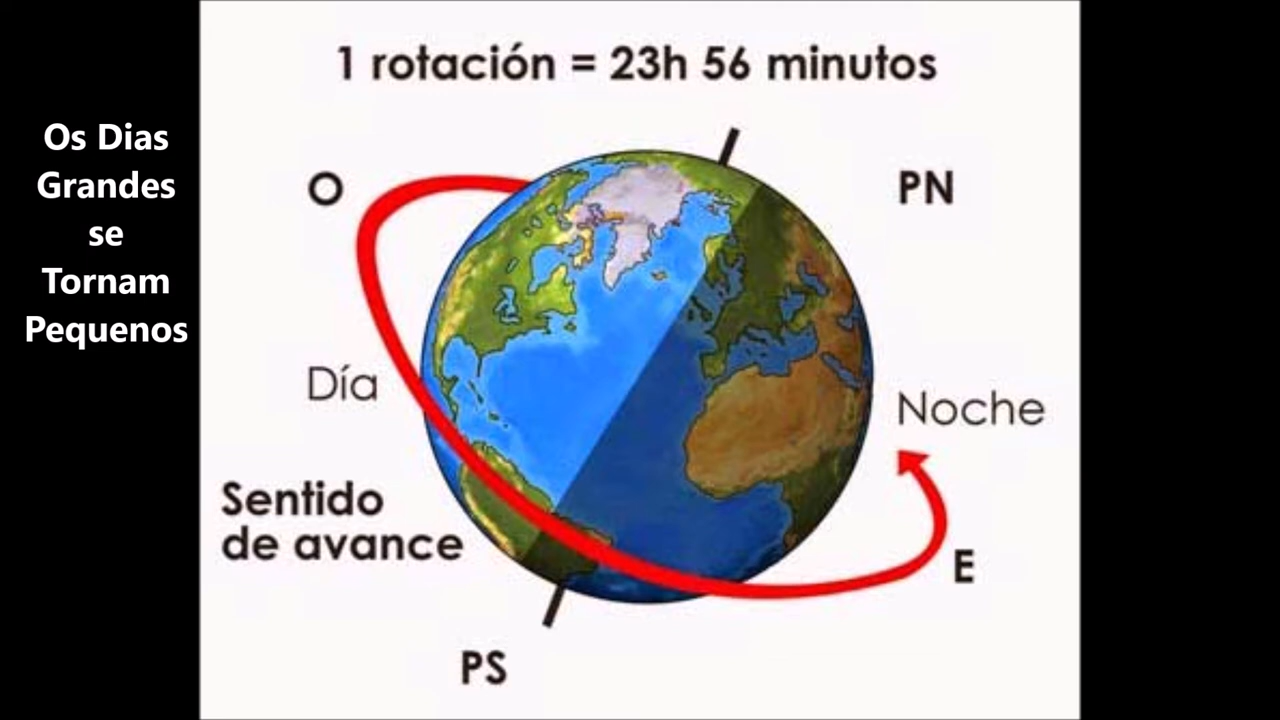 Os Dias
Grandes
se
Tornam
Pequenos
1 rotación = 23h 56 minutos
O
PN
Día
Noche
Sentido
de avance
E
PS